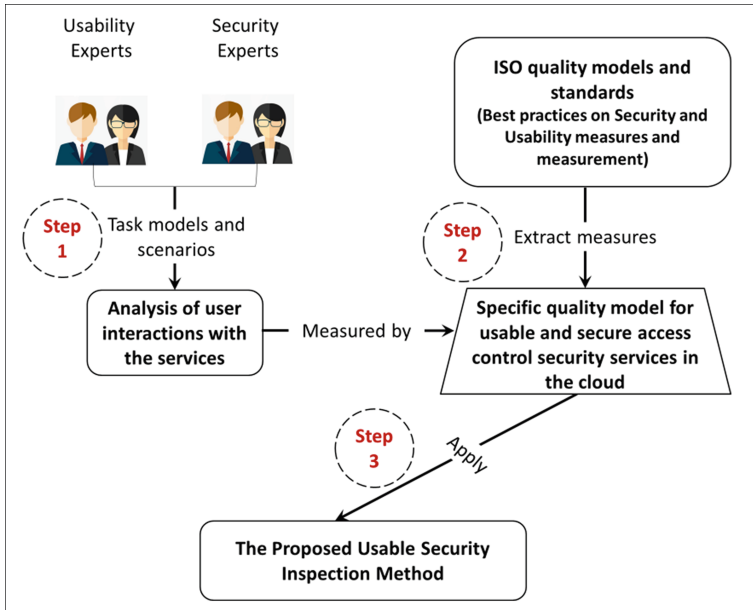 Usability
Experts
Security
Experts
ISO quality models and
standards
(Best practices on Security and
Usability measures and
measurement)
Step
1
Task models and
scenarios
Step
2
Extract measures
Analysis of user
interactions with
the services
Measured by
Specific quality model for
usable and secure access
control security services in
the cloud
Step
3
Apply
The Proposed Usable Security
Inspection Method